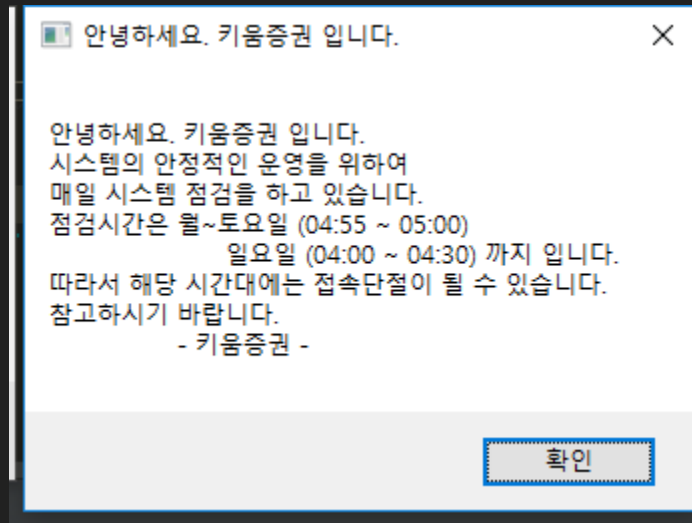 안녕하세요. 키움증권 입니다.
안녕하세요. 키움증권 입니다.
시스템의 안정적인 운영을 위하여
매일 시스템 점검을 하고 있습니다.
점검시간은 월~토요일 (04:55 ~ 05:00)
일요일 (04:00 ~ 04:30) 까지 입니다.
따라서 해당 시간대에는 접속단절이 될 수 있습니다.
참고하시기 바랍니다.
- 키움증권 -
확인